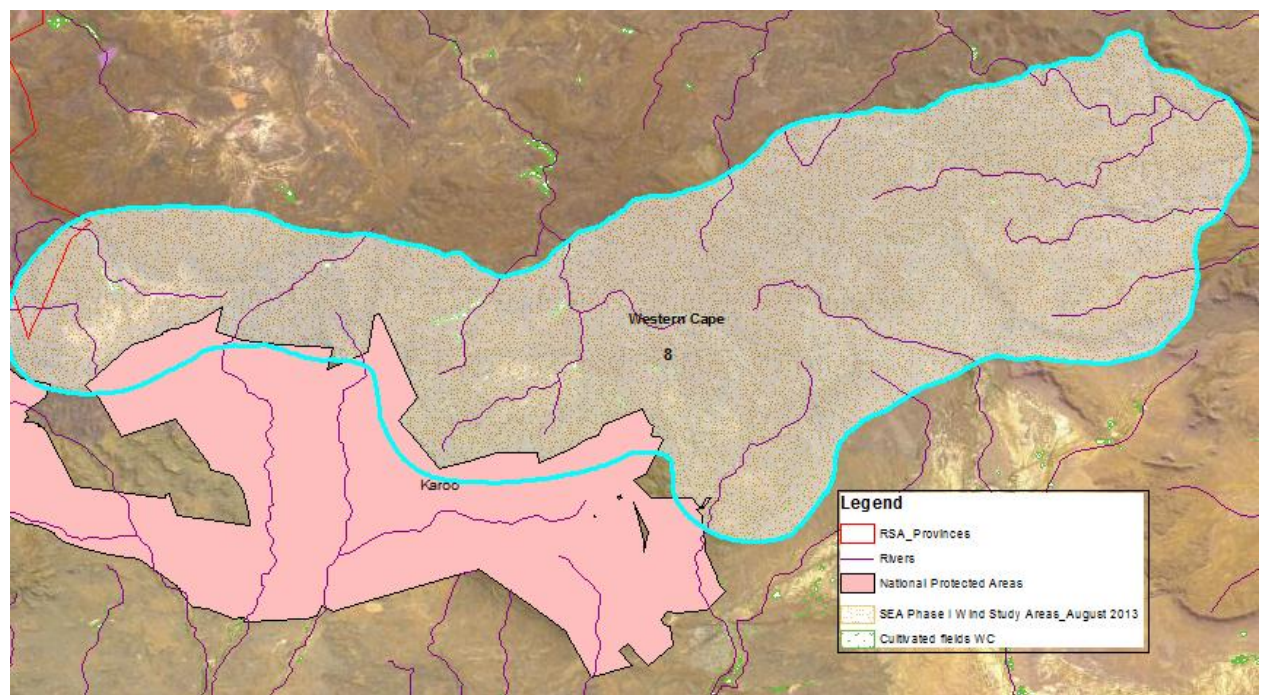 Western Cape
8
Karoo
Legend
RSA_Provinces
Rivers
National Protected Areas
SEA Phase I Wind Study Areas_August 2013
Cultivated fields WC